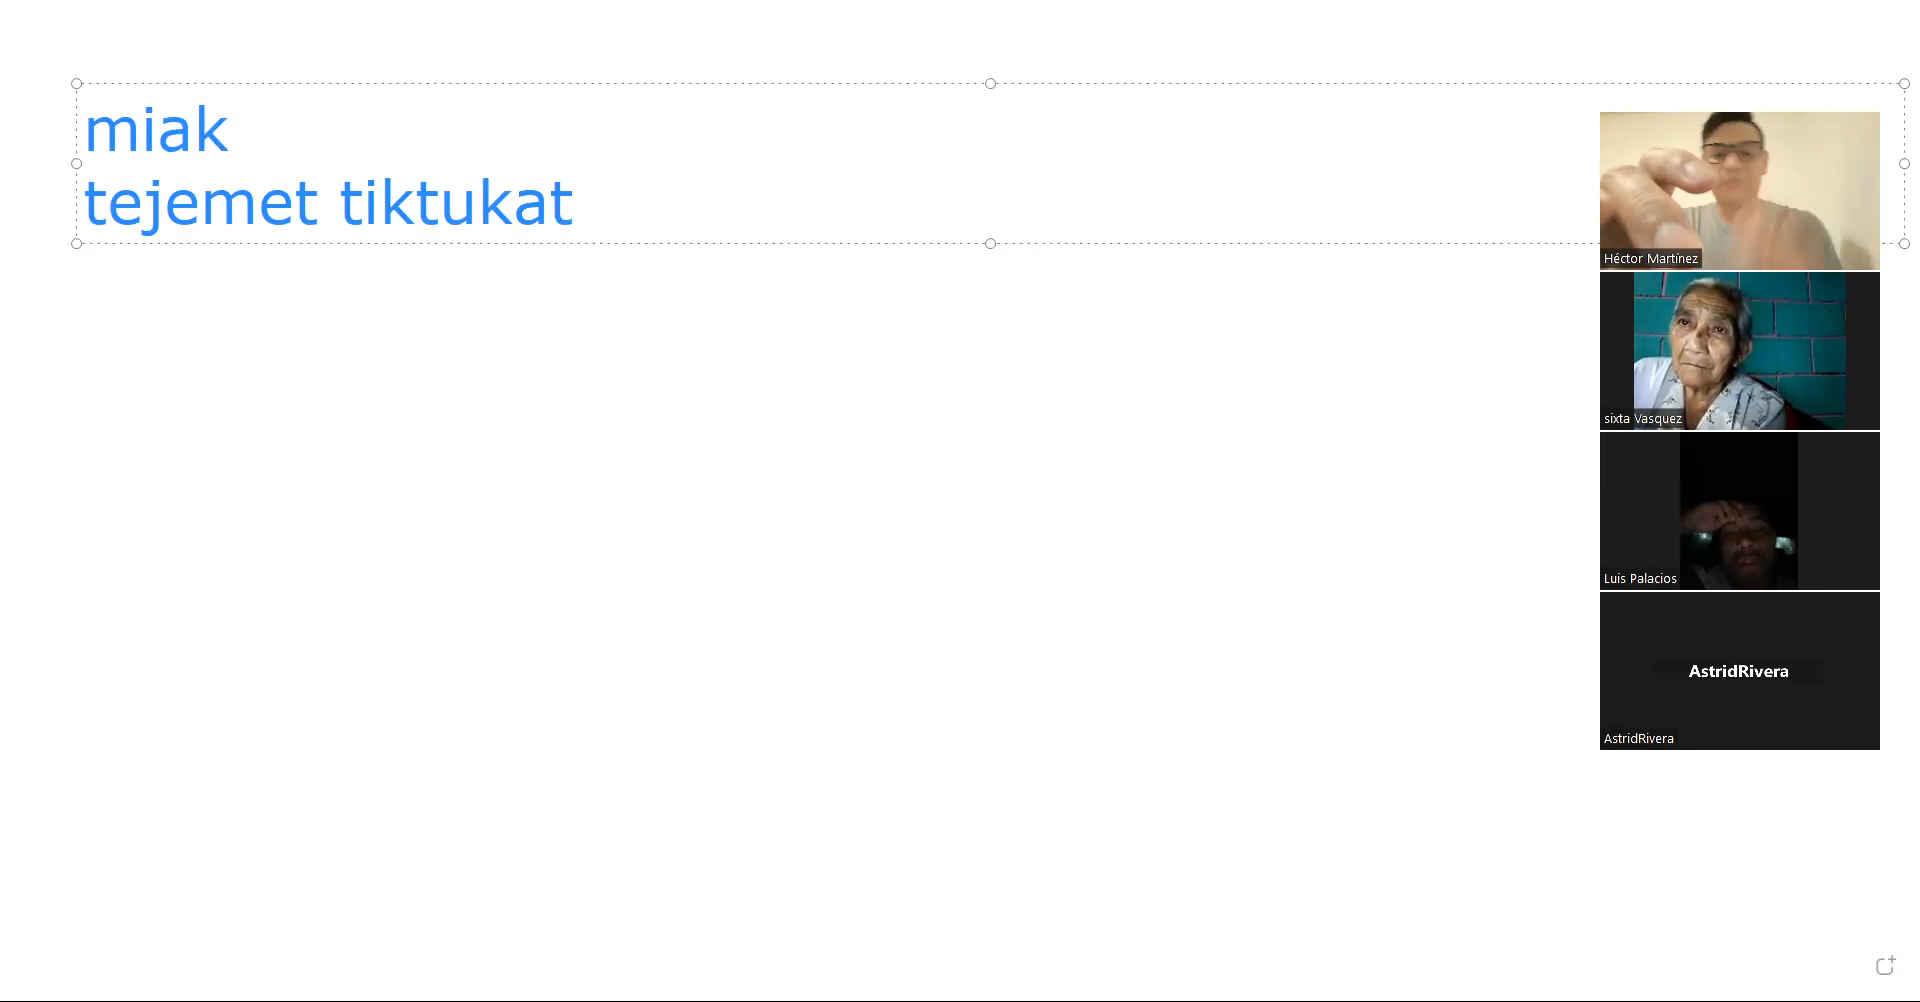 miak
tejemet tiktukat
Héctor Martínez
sixta Vasquez
Luis Palacios
AstridRivera
AstridRivera